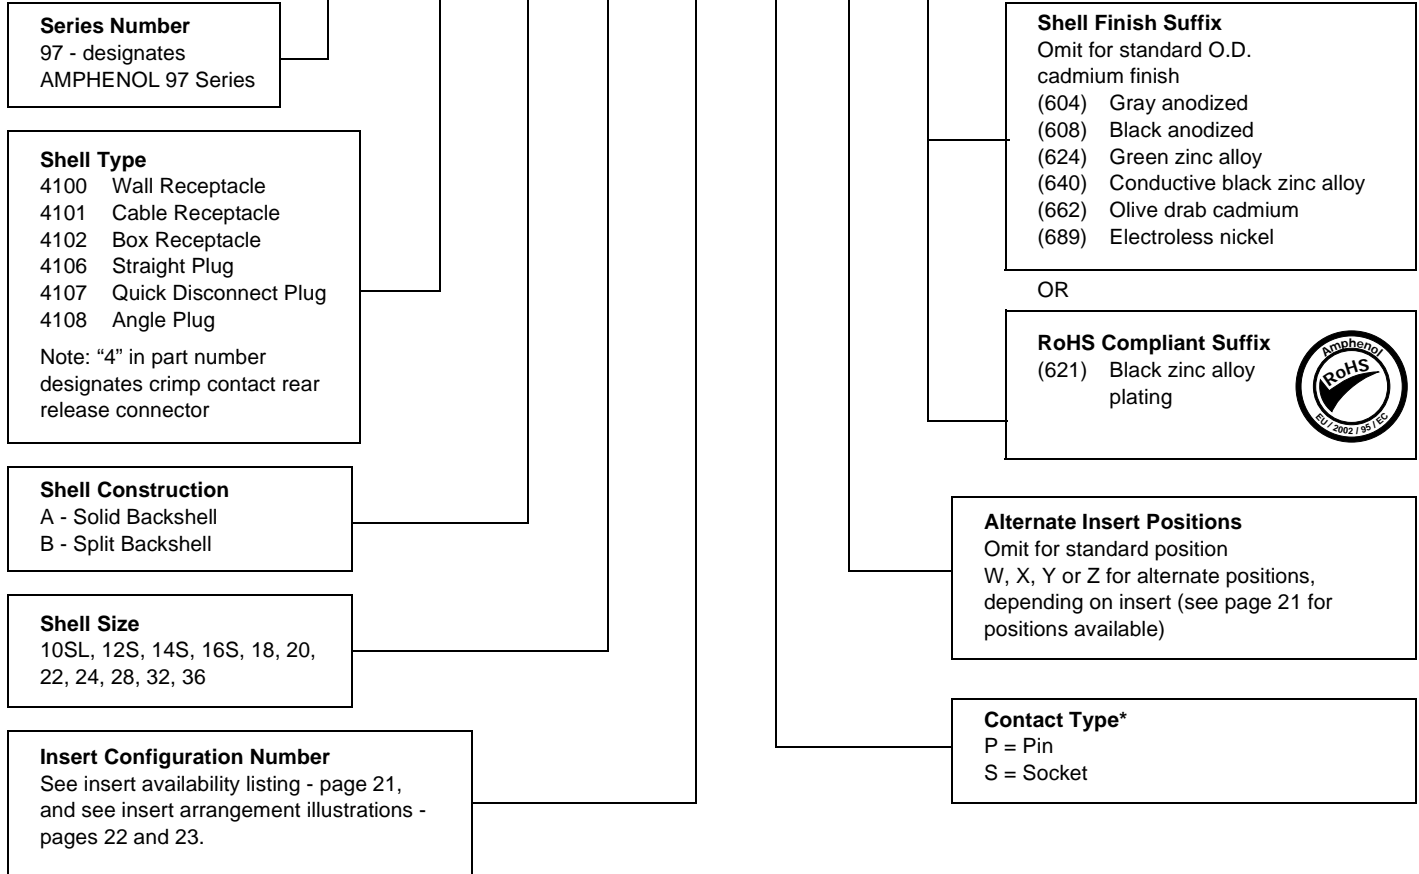 Series Number
97 - designates
AMPHENOL 97 Series
Shell Type
4100 Wall Receptacle
4101 Cable Receptacle
4102 Box Receptacle
4106 Straight Plug
4107 Quick Disconnect Plug
4108 Angle Plug
Note: “4” in part number
designates crimp contact rear
release connector
Shell Construction
A - Solid Backshell
B - Split Backshell
Shell Size
10SL, 12S, 14S, 16S, 18, 20,
22, 24, 28, 32, 36
Insert Configuration Number
See insert availability listing - page 21,
and see insert arrangement illustrations -
pages 22 and 23.
Shell Finish Suffix
Omit for standard O.D.
cadmium finish
(604) Gray anodized
(608) Black anodized
(624) Green zinc alloy
(640) Conductive black zinc alloy
(662) Olive drab cadmium
(689) Electroless nickel
OR
RoHS Compliant Suffix
(621) Black zinc alloy
plating
Amphenol
RoHS
EU / 2002 / 95 / EC
Alternate Insert Positions
Omit for standard position
W, X, Y or Z for alternate positions,
depending on insert (see page 21 for
positions available)
Contact Type*
P = Pin
S = Socket